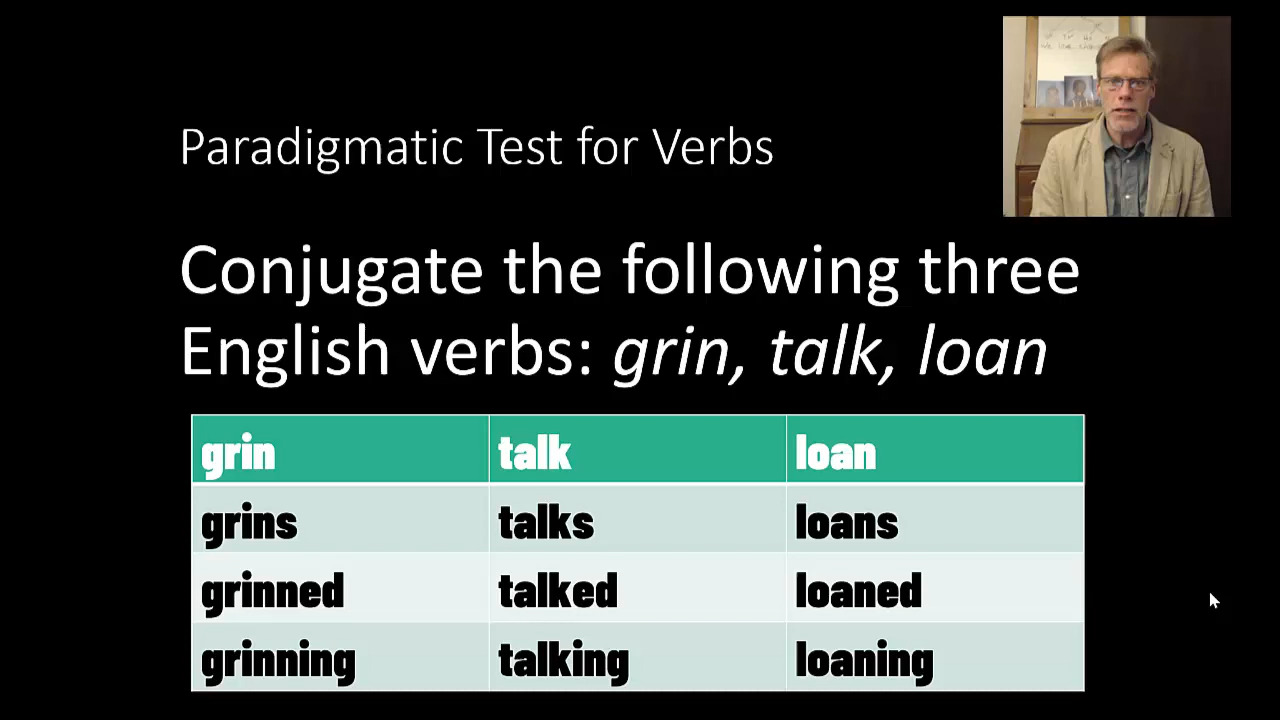 Paradigmatic Test for Verbs
Conjugate the following three
English verbs: grin, talk, loan
grin talk loan
grins talks loans
grinned talked loaned
grinning talking loaning